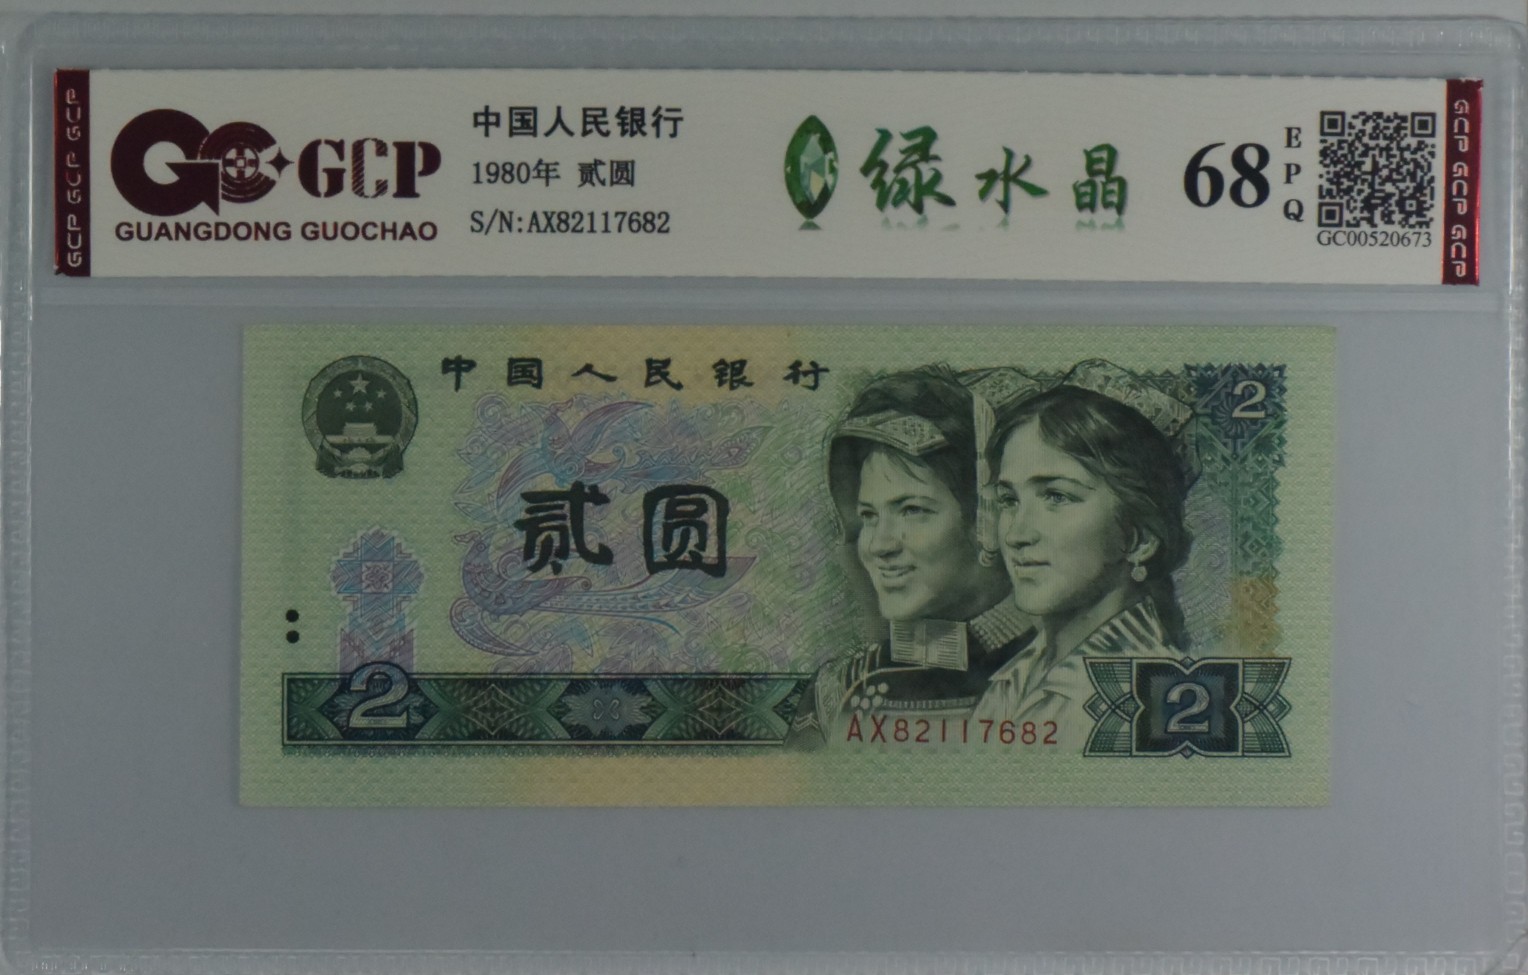 GCP
GUANGDONG GUOCHAO
中国人民银行
1980年 贰圆
S/N:AX82117682
绿水晶
68
EPQ
GC00520673
GCP GCP GCP
GCP GCP GCP
中国人民银行
2
贰圆
2
AX82117682
2